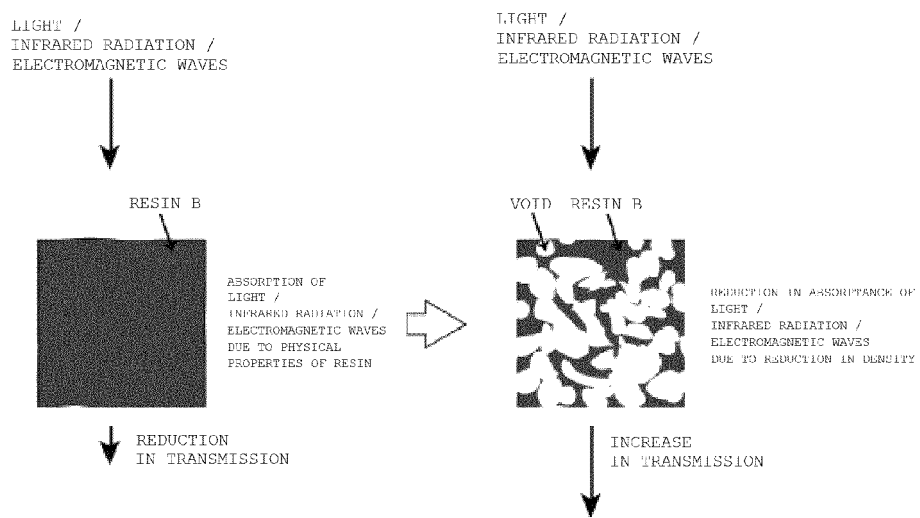 LIGHT /
INFRARED RADIATION /
ELECTROMAGNETIC WAVES
RESIN B
ABSORPTION OF
LIGHT /
INFRARED RADIATION /
ELECTROMAGNETIC WAVES
DUE TO PHYSICAL
PROPERTIES OF RESIN
REDUCTION
IN TRANSMISSION
LIGHT /
INFRARED RADIATION /
ELECTROMAGNETIC WAVES
VOID RESIN B
REDUCTION IN ABSORPTANCE OF
LIGHT /
INFRARED RADIATION /
ELECTROMAGNETIC WAVES
DUE TO REDUCTION IN DENSITY
INCREASE
IN TRANSMISSION